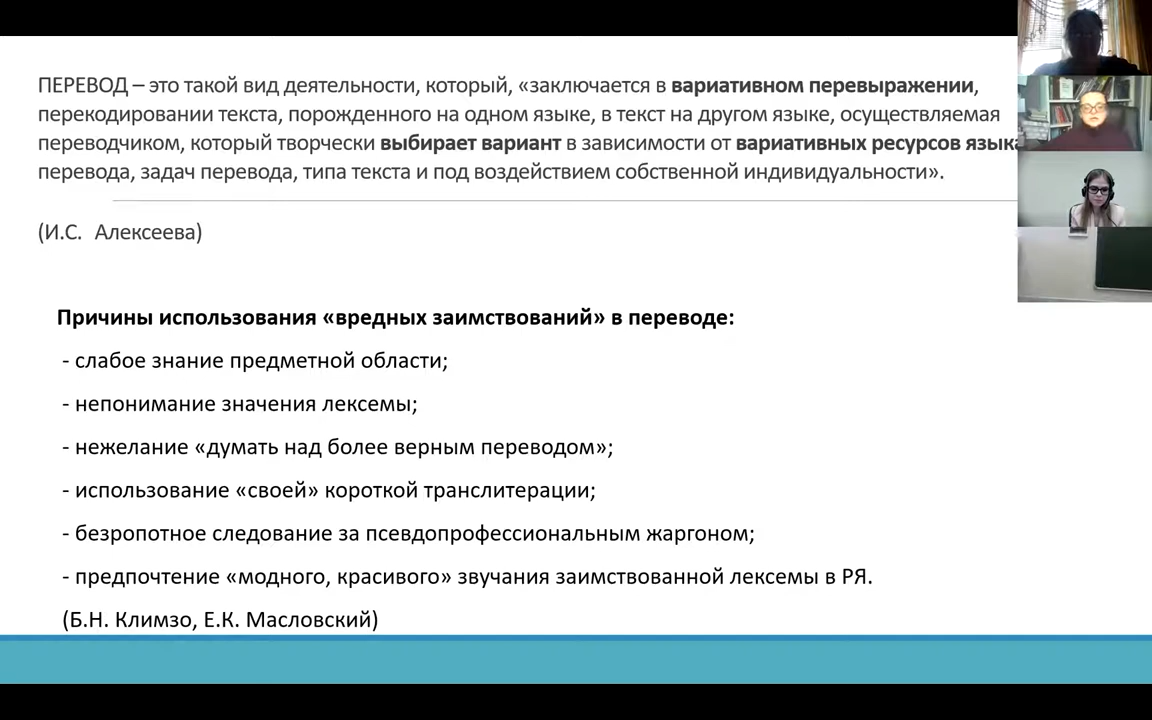 ПЕРЕВОД – это такой вид деятельности, который, «заключается в вариативном перевыражении,
перекодировании текста, порожденного на одном языке, в текст на другом языке, осуществляемая
переводчиком, который творчески выбирает вариант в зависимости от вариативных ресурсов языка
перевода, задач перевода, типа текста и под воздействием собственной индивидуальности».
(И.С. Алексеева)
Причины использования «вредных заимствований» в переводе:
- слабое знание предметной области;
- непонимание значения лексемы;
- нежелание «думать над более верным переводом»;
- использование «своей» короткой транслитерации;
- безропотное следование за псевдопрофессиональным жаргоном;
- предпочтение «модного, красивого» звучания заимствованной лексемы в РЯ.
(Б.Н. Климзо, Е.К. Масловский)